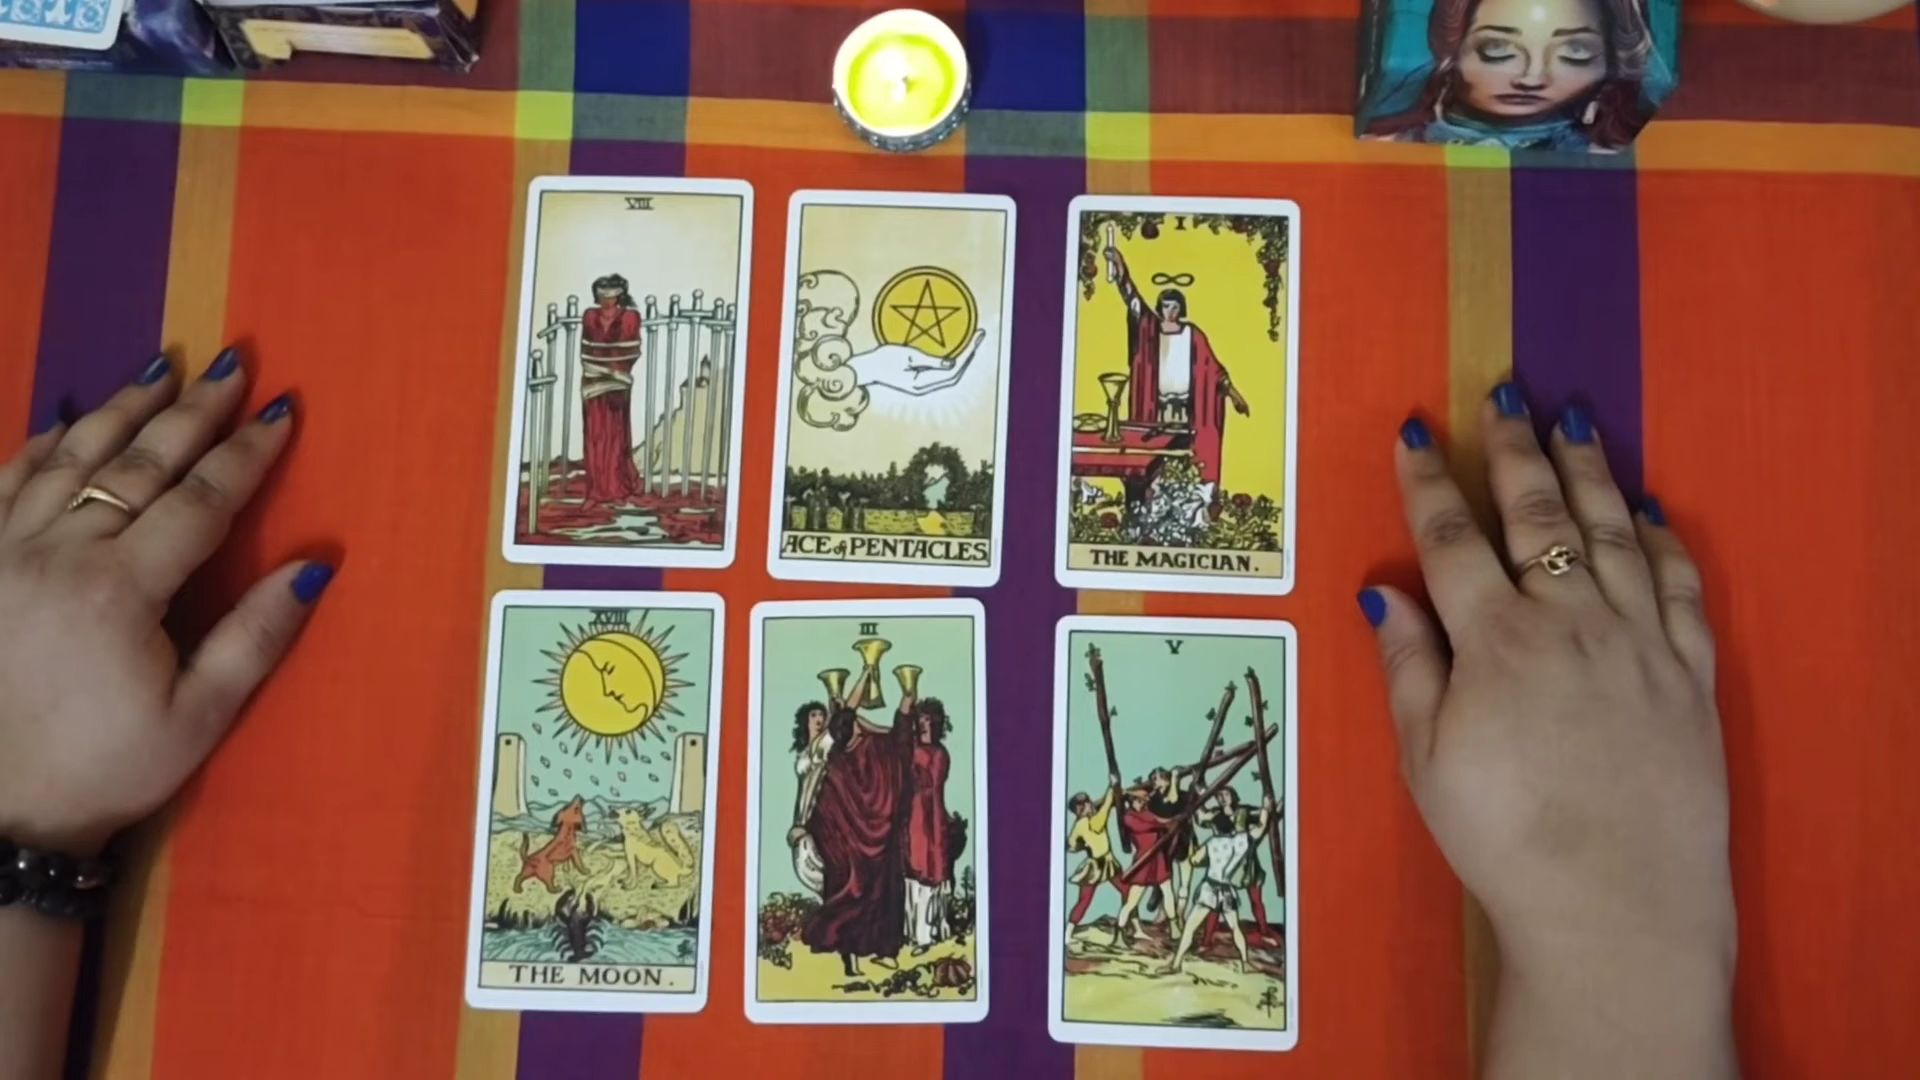 VIII
ACE of PENTACLES
I
THE MAGICIAN.
XVIII
THE MOON.
III
V